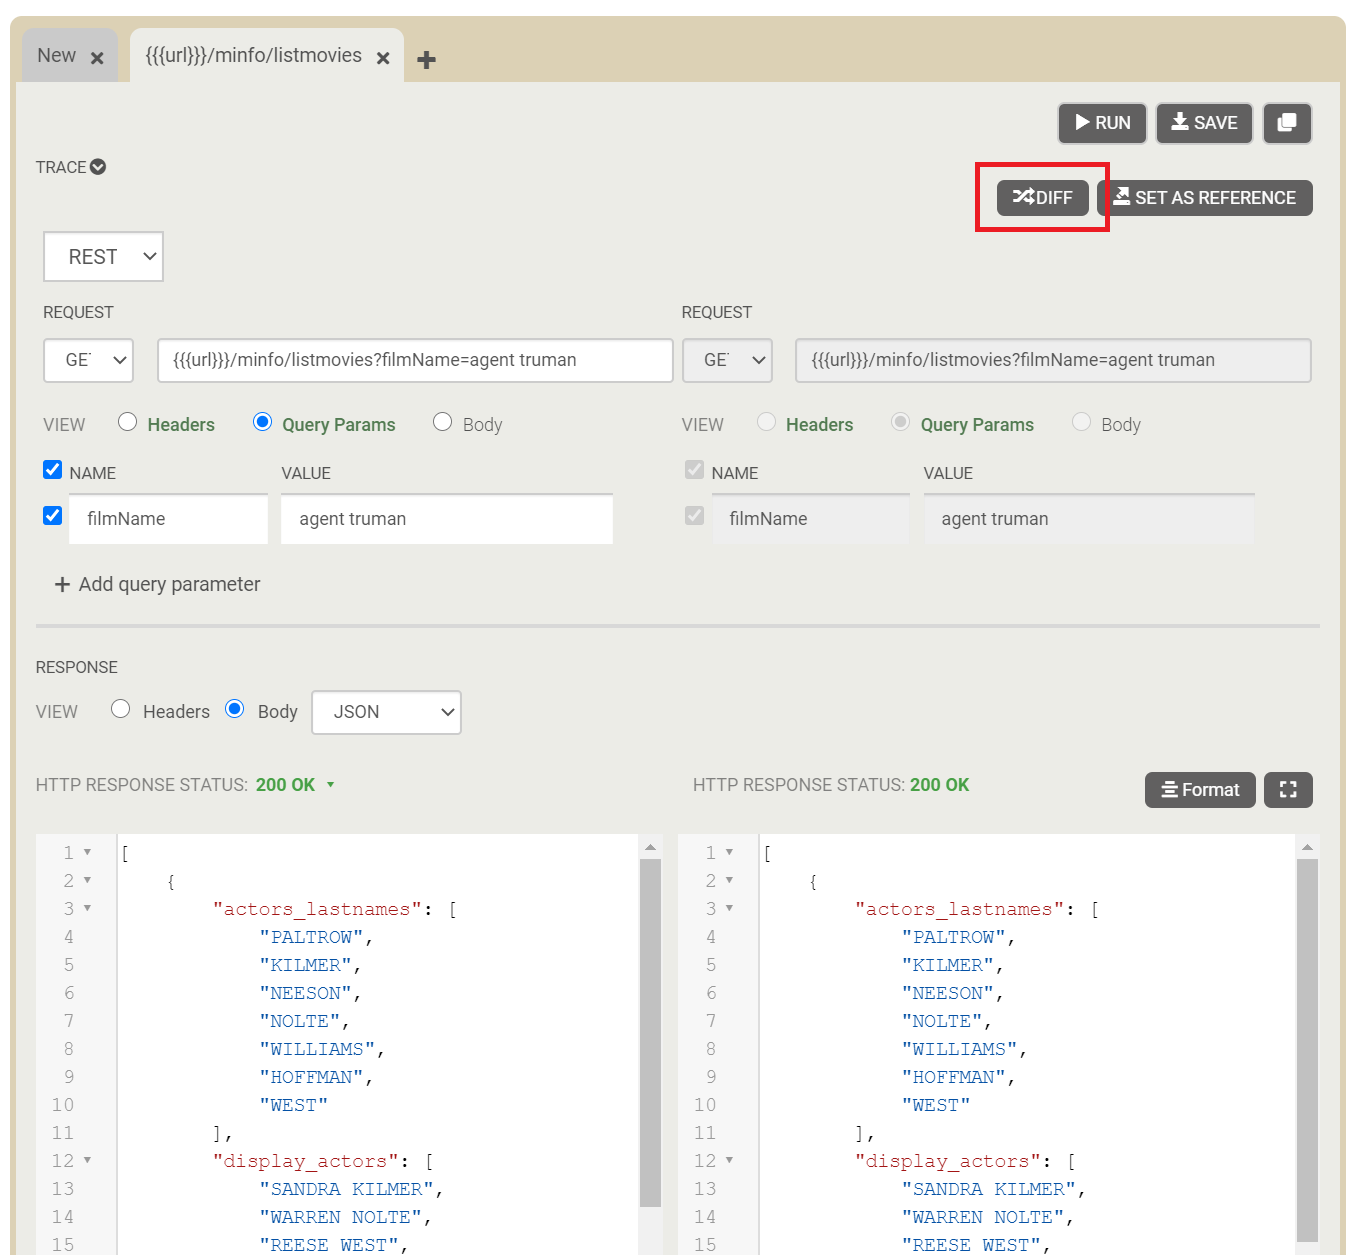 New
{{{url}}}/minfo/listmovies
RUN
SAVE
TRACE
DIFF
SET AS REFERENCE
REST
REQUEST
REQUEST
GET
{{{url}}}/minfo/listmovies?filmName=agent truman
GET
{{{url}}}/minfo/listmovies?filmName=agent truman
VIEW Headers Query Params Body
VIEW Headers Query Params Body
NAME VALUE
NAME VALUE
filmName agent truman
filmName agent truman
+ Add query parameter
RESPONSE
VIEW Headers Body JSON
HTTP RESPONSE STATUS: 200 OK
HTTP RESPONSE STATUS: 200 OK
Format
1 [
2 {
3 "actors_lastnames": [
4 "PALTROW",
5 "KILMER",
6 "NEESON",
7 "NOLTE",
8 "WILLIAMS",
9 "HOFFMAN",
10 "WEST"
11 ],
12 "display_actors": [
13 "SANDRA KILMER",
14 "WARREN NOLTE",
15 "REESE WEST",
1 [
2 {
3 "actors_lastnames": [
4 "PALTROW",
5 "KILMER",
6 "NEESON",
7 "NOLTE",
8 "WILLIAMS",
9 "HOFFMAN",
10 "WEST"
11 ],
12 "display_actors": [
13 "SANDRA KILMER",
14 "WARREN NOLTE",
15 "REESE WEST",